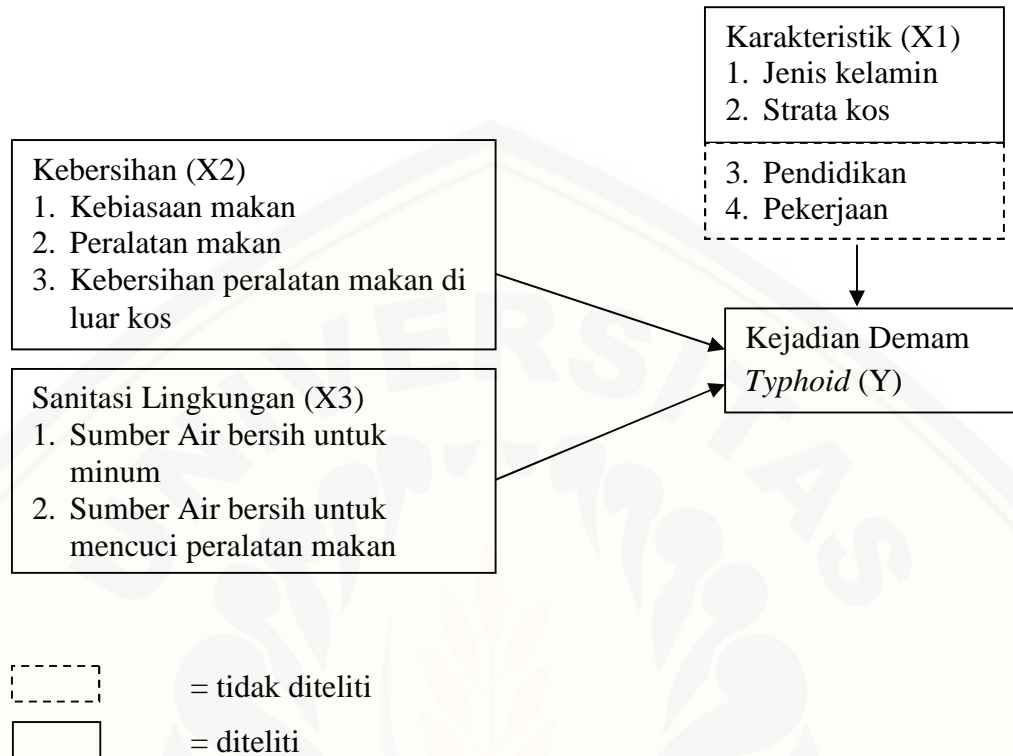 Karakteristik (X1)
1. Jenis kelamin
2. Strata kos
3. Pendidikan
4. Pekerjaan
Kebersihan (X2)
1. Kebiasaan makan
2. Peralatan makan
3. Kebersihan peralatan makan di
luar kos
Kejadian Demam
Typhoid (Y)
Sanitasi Lingkungan (X3)
1. Sumber Air bersih untuk
minum
2. Sumber Air bersih untuk
mencuci peralatan makan
= tidak diteliti
= diteliti
UNIVERSITAS